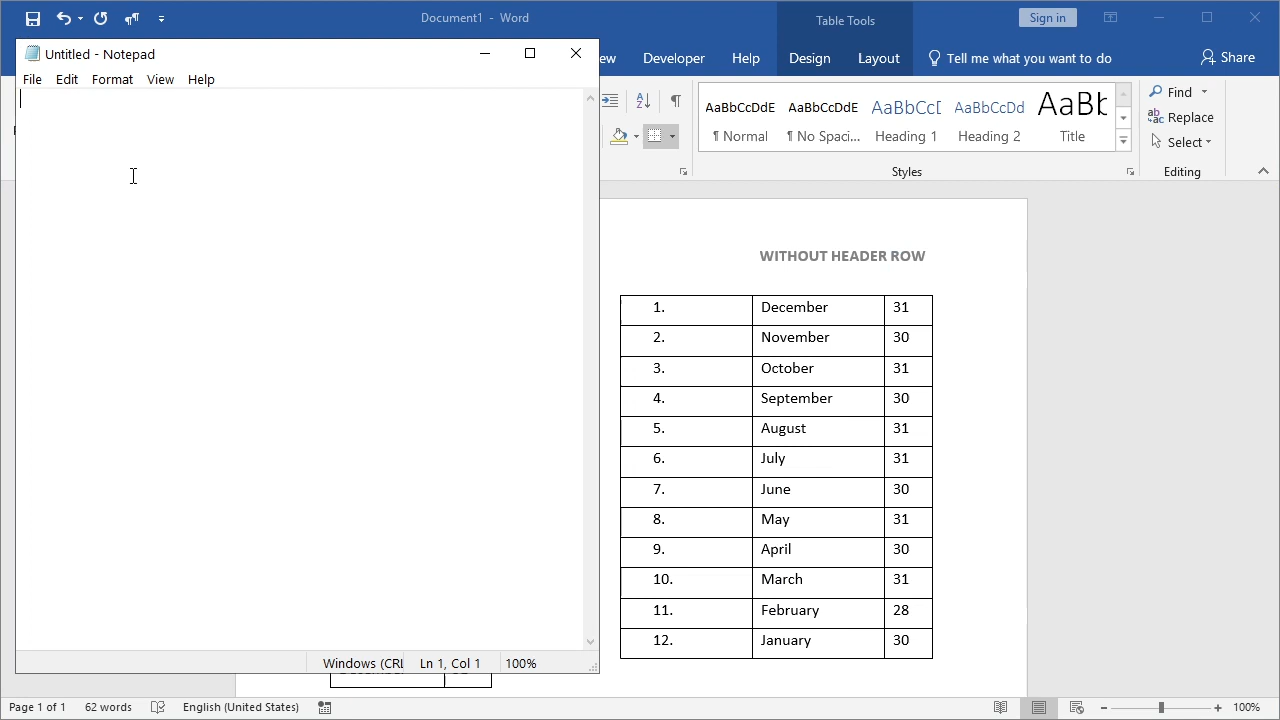 Document1 - Word
Table Tools
Sign in
Untitled - Notepad
Developer
Help
Design
Layout
Tell me what you want to do
Share
File Edit Format View Help
AaBbCcDdE
¶ Normal
AaBbCcDdE
¶ No Spaci...
AaBbC
Heading 1
AaBbCcDd
Heading 2
AaBb
Title
Find
Replace
Select
Styles
Editing
WITHOUT HEADER ROW
1. December 31
2. November 30
3. October 31
4. September 30
5. August 31
6. July 31
7. June 30
8. May 31
9. April 30
10. March 31
11. February 28
12. January 30
Windows (CRL
Ln 1, Col 1
100%
Page 1 of 1
62 words
English (United States)
100%